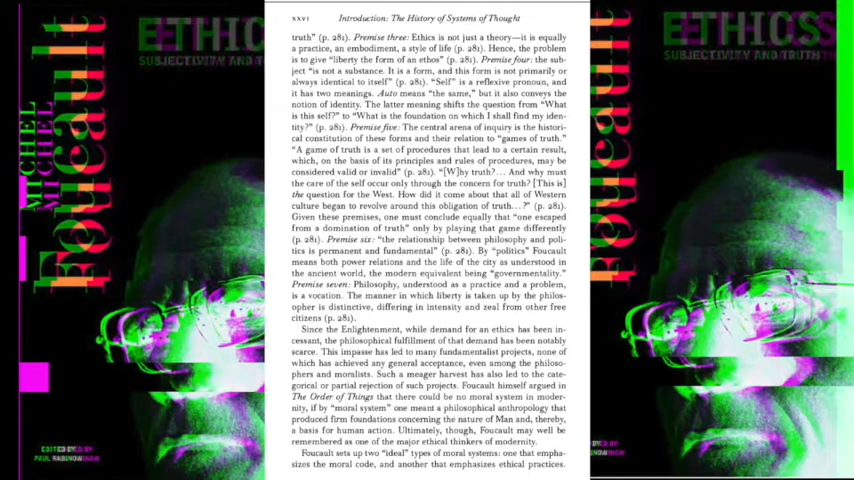 MICHEL
MICHEL
Foucault
ETHICS
SUBJECTIVITY AND T
EDITED BY
PAUL RABINOW
xxvi Introduction: The History of Systems of Thought
truth” (p. 281). Premise three: Ethics is not just a theory—it is equally
a practice, an embodiment, a style of life (p. 281). Hence, the problem
is to give “liberty the form of an ethos” (p. 281). Premise four: the sub-
ject “is not a substance. It is a form, and this form is not primarily or
always identical to itself” (p. 281). “Self” is a reflexive pronoun, and
it has two meanings. Auto means “the same,” but it also conveys the
notion of identity. The latter meaning shifts the question from “What
is this self?” to “What is the foundation on which I shall find my iden-
tity?” (p. 281). Premise five: The central arena of inquiry is the histori-
cal constitution of these forms and their relation to “games of truth.”
“A game of truth is a set of procedures that lead to a certain result,
which, on the basis of its principles and rules of procedures, may be
considered valid or invalid” (p. 281). “[W]hy truth?... And why must
the care of the self occur only through the concern for truth? [This is]
the question for the West. How did it come about that all of Western
culture began to revolve around this obligation of truth...?” (p. 281).
Given these premises, one must conclude equally that “one escaped
from a domination of truth” only by playing that game differently
(p. 281). Premise six: “the relationship between philosophy and poli-
tics is permanent and fundamental” (p. 281). By “politics” Foucault
means both power relations and the life of the city as understood in
the ancient world, the modern equivalent being “governmentality.”
Premise seven: Philosophy, understood as a practice and a problem,
is a vocation. The manner in which liberty is taken up by the philos-
opher is distinctive, differing in intensity and zeal from other free
citizens (p. 281).
Since the Enlightenment, while demand for an ethics has been in-
cessant, the philosophical fulfillment of that demand has been notably
scarce. This impasse has led to many fundamentalist projects, none of
which has achieved any general acceptance, even among the philoso-
phers and moralists. Such a meager harvest has also led to the cate-
gorical or partial rejection of such projects. Foucault himself argued in
The Order of Things that there could be no moral system in moder-
nity, if by “moral system” one meant a philosophical anthropology that
produced firm foundations concerning the nature of Man and, thereby,
a basis for human action. Ultimately, though, Foucault may well be
remembered as one of the major ethical thinkers of modernity.
Foucault sets up two “ideal” types of moral systems: one that empha-
sizes the moral code, and another that emphasizes ethical practices.
Foucault
ETHICS
SUBJECTIVITY AND TRUTH